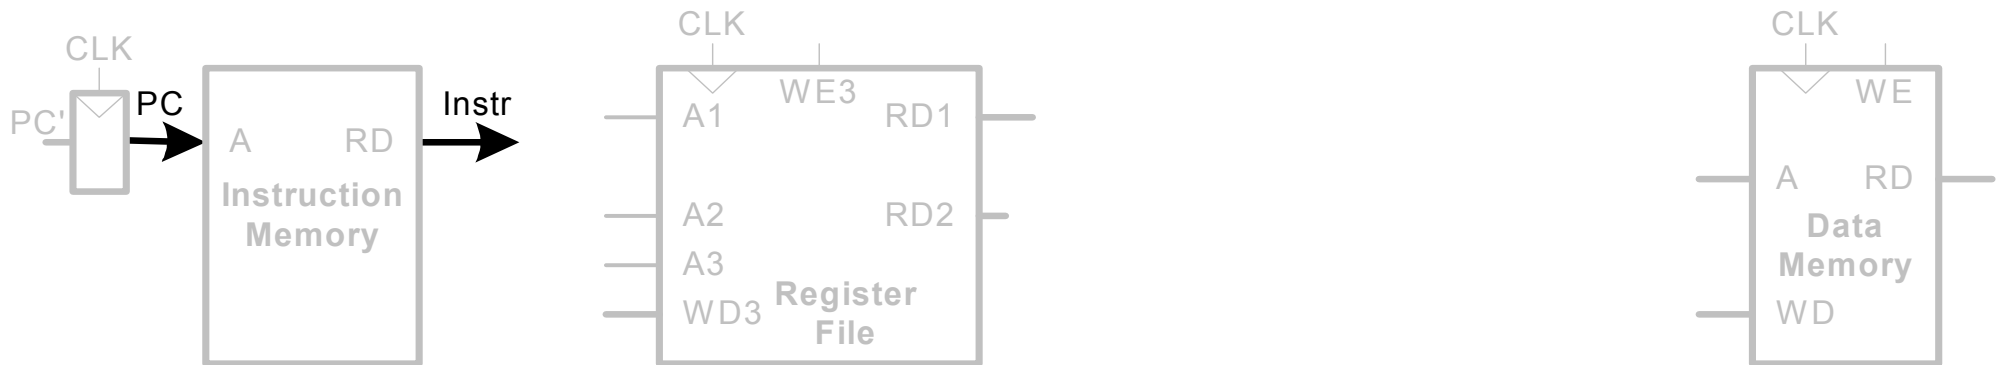 CLK
PC'
PC
A
RD
Instruction
Memory
Instr
CLK
WE3
A1
RD1
A2
RD2
A3
WD3
Register
File
CLK
WE
A
RD
Data
Memory
WD